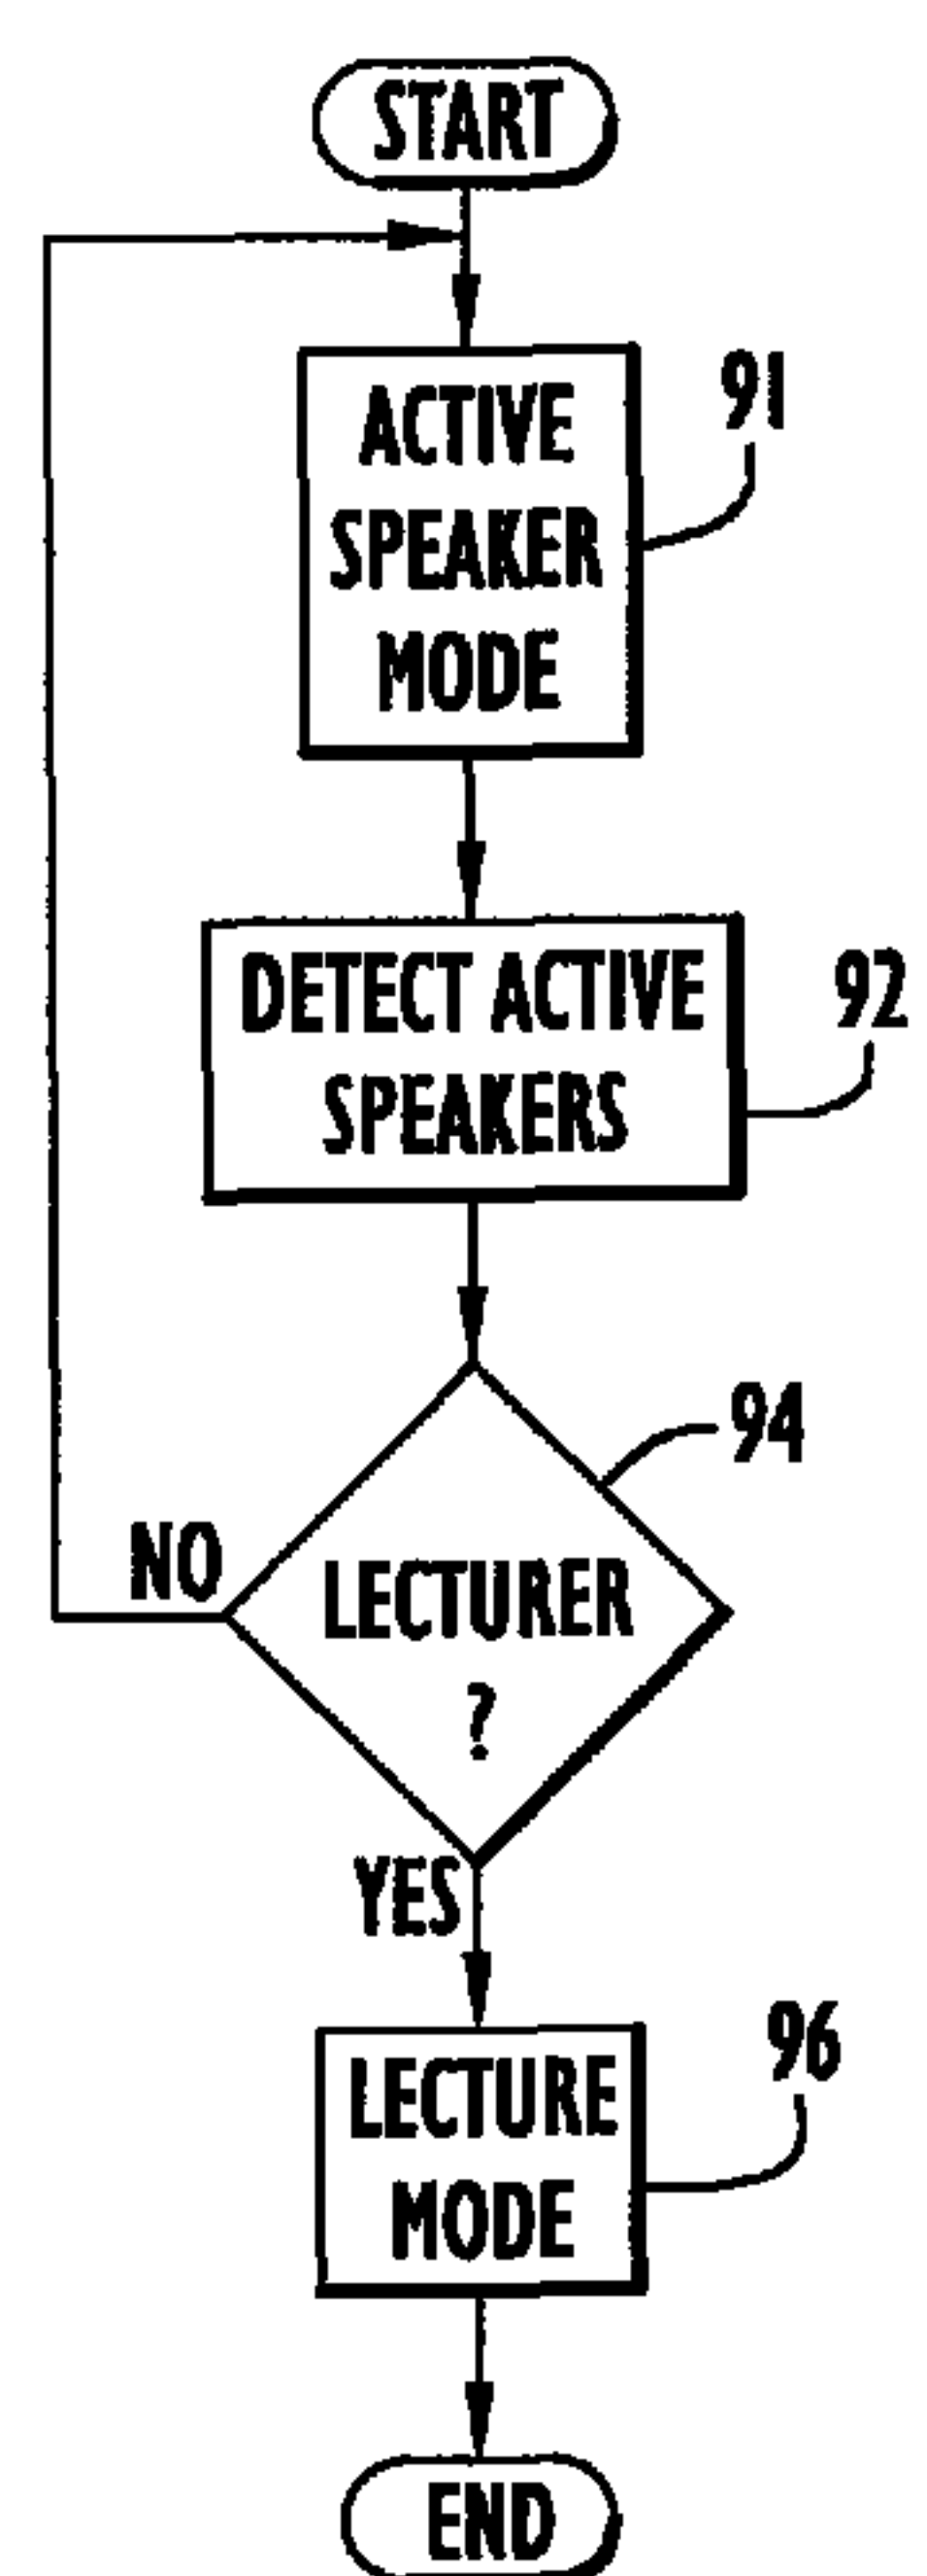 START
ACTIVE
SPEAKER
MODE
91
DETECT ACTIVE
SPEAKERS
92
94
NO
LECTURER
?
YES
LECTURE
MODE
96
END